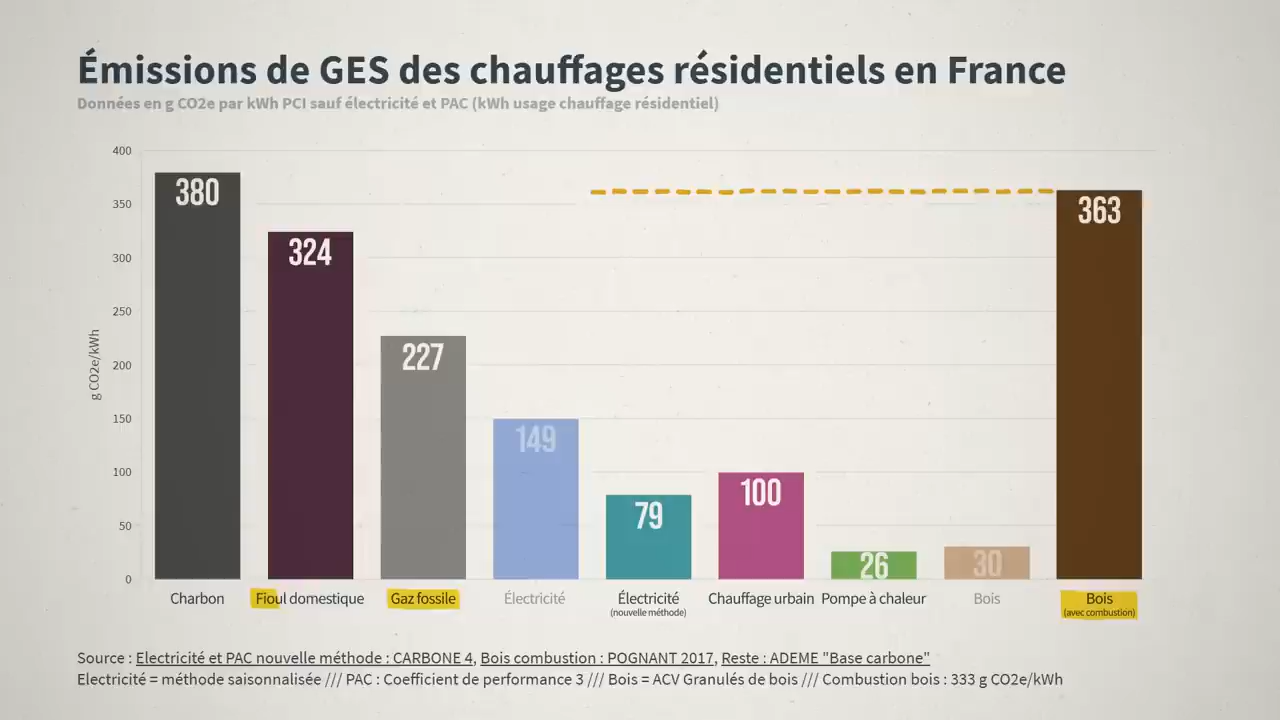 Émissions de GES des chauffages résidentiels en France
Données en g CO2e par kWh PCI sauf électricité et PAC (kWh usage chauffage résidentiel)
400
350
300
250
200
150
100
50
0
g CO2e/kWh
380
324
227
149
79
100
26
30
363
Charbon
Fioul domestique
Gaz fossile
Électricité
Électricité
(nouvelle méthode)
Chauffage urbain
Pompe à chaleur
Bois
Bois
(avec combustion)
Source : Electricité et PAC nouvelle méthode : CARBONE 4, Bois combustion : POGNANT 2017, Reste : ADEME "Base carbone"
Electricité = méthode saisonnalisée /// PAC : Coefficient de performance 3 /// Bois = ACV Granulés de bois /// Combustion bois : 333 g CO2e/kWh